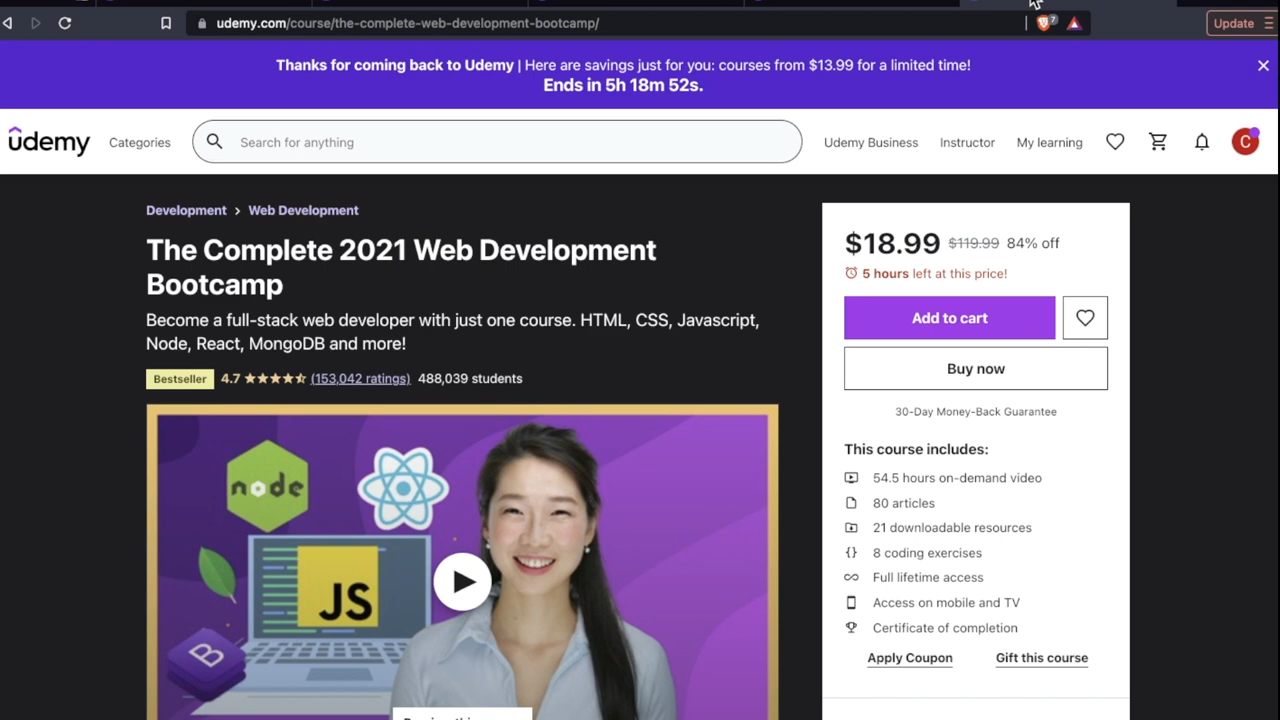 udemy.com/course/the-complete-web-development-bootcamp/
7
Update
Thanks for coming back to Udemy | Here are savings just for you: courses from $13.99 for a limited time!
Ends in 5h 18m 52s.
udemy
Categories
Search for anything
Udemy Business
Instructor
My learning
C
Development > Web Development
The Complete 2021 Web Development
Bootcamp
Become a full-stack web developer with just one course. HTML, CSS, Javascript,
Node, React, MongoDB and more!
Bestseller 4.7 (153,042 ratings) 488,039 students
node
JS
B
$18.99 $119.99 84% off
5 hours left at this price!
Add to cart
Buy now
30-Day Money-Back Guarantee
This course includes:
54.5 hours on-demand video
80 articles
21 downloadable resources
{} 8 coding exercises
Full lifetime access
Access on mobile and TV
Certificate of completion
Apply Coupon
Gift this course